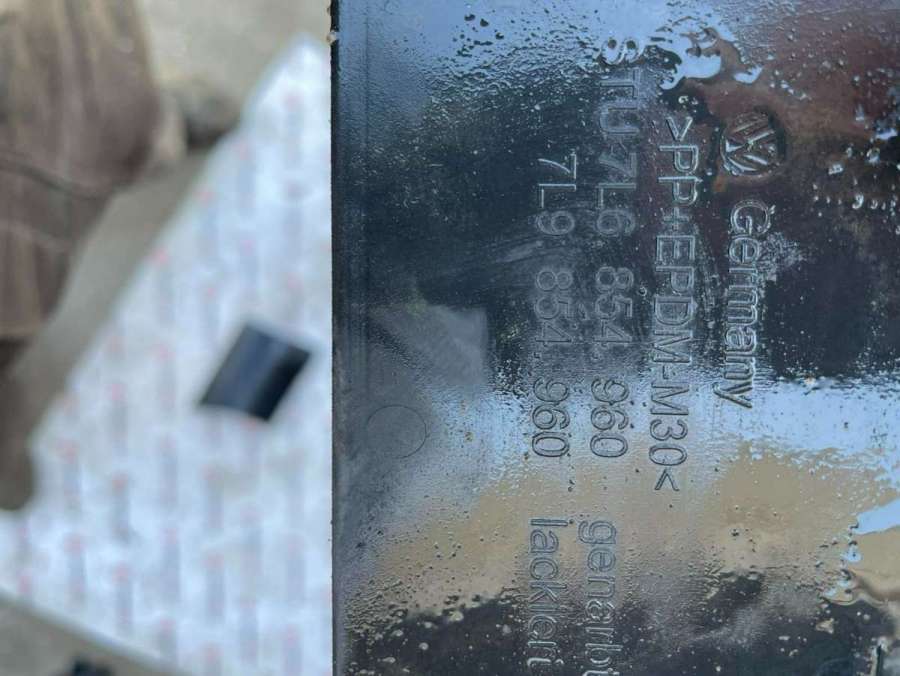 Germany
>PP+EPDM-M30<
STU 7L6 854 960 genarbt
7L9 854 960 lackiert